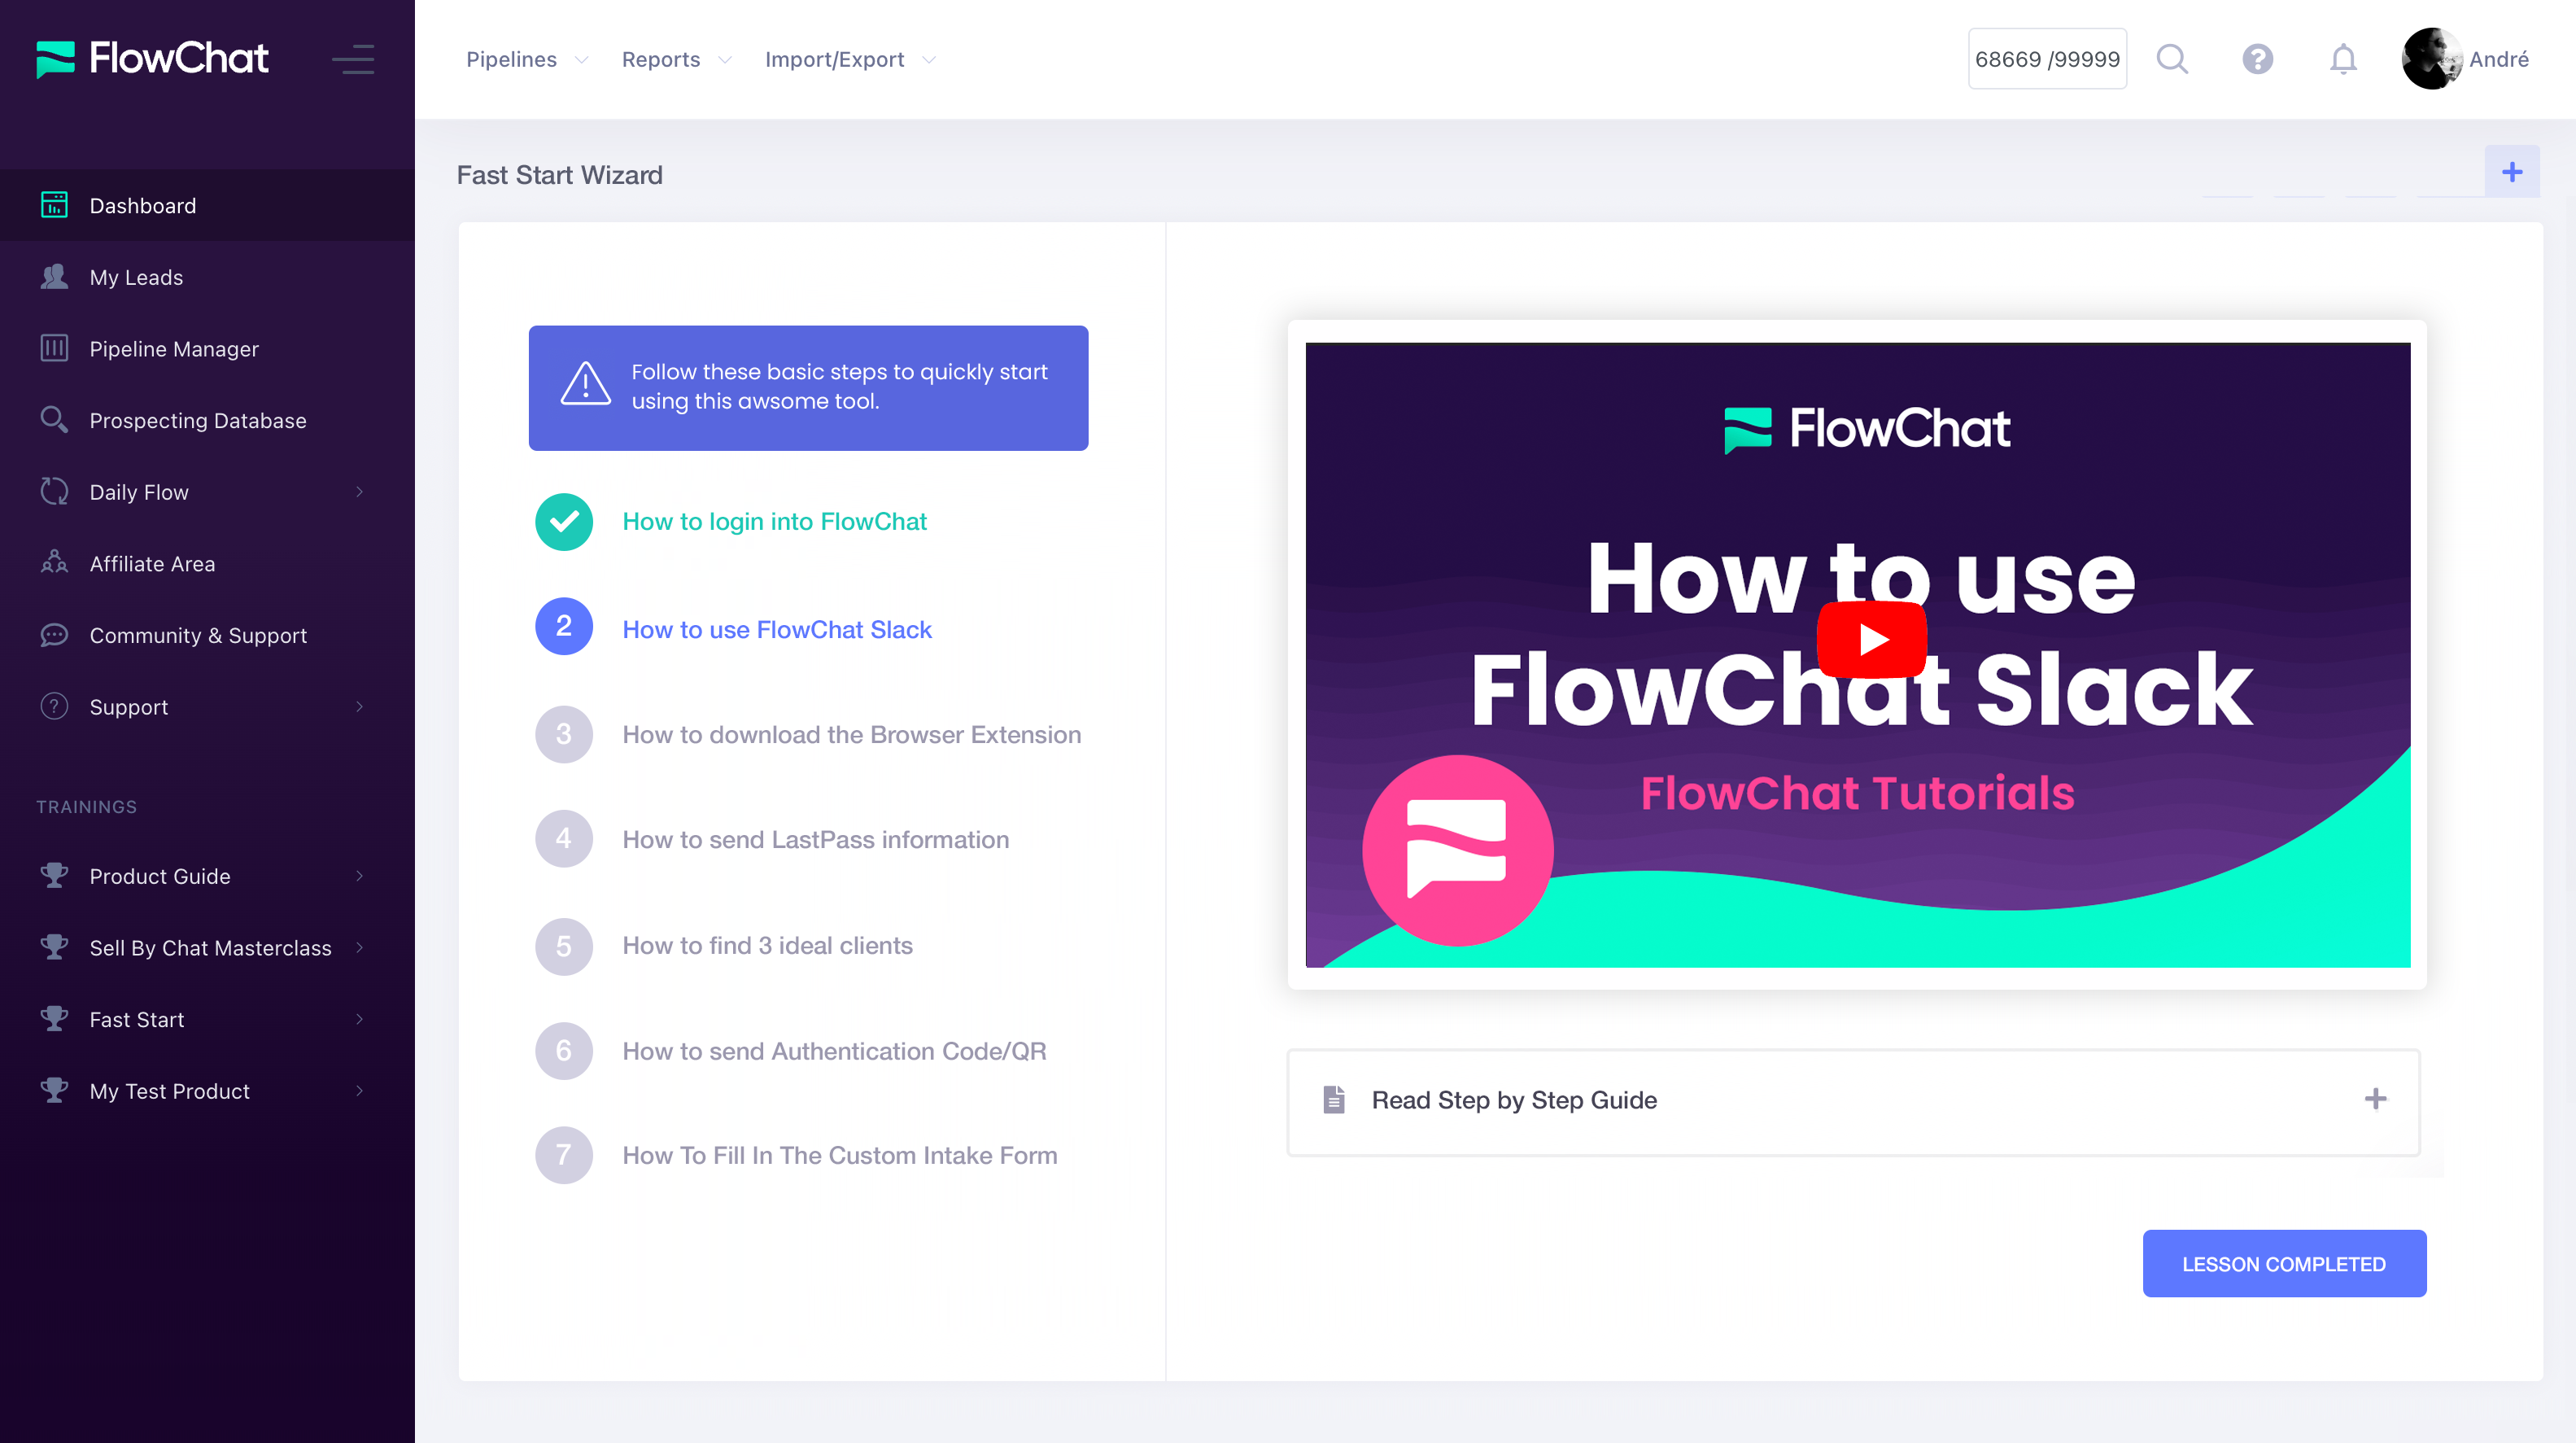 FlowChat
Pipelines
Reports
Import/Export
68669 /99999
André
Dashboard
My Leads
Pipeline Manager
Prospecting Database
Daily Flow
Affiliate Area
Community & Support
Support
TRAININGS
Product Guide
Sell By Chat Masterclass
Fast Start
My Test Product
Fast Start Wizard
Follow these basic steps to quickly start
using this awsome tool.
How to login into FlowChat
2 How to use FlowChat Slack
3 How to download the Browser Extension
4 How to send LastPass information
5 How to find 3 ideal clients
6 How to send Authentication Code/QR
7 How To Fill In The Custom Intake Form
FlowChat
How to use
FlowChat Slack
FlowChat Tutorials
Read Step by Step Guide
LESSON COMPLETED